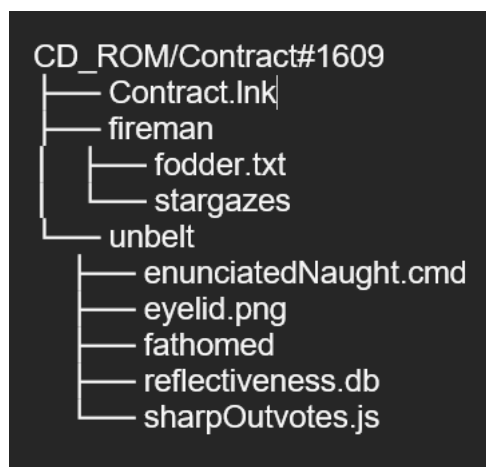 CD_ROM/Contract#1609
├── Contract.lnk
├── fireman
│   ├── fodder.txt
│   └── stargazes
└── unbelt
    ├── enunciatedNaught.cmd
    ├── eyelid.png
    ├── fathomed
    ├── reflectiveness.db
    └── sharpOutvotes.js